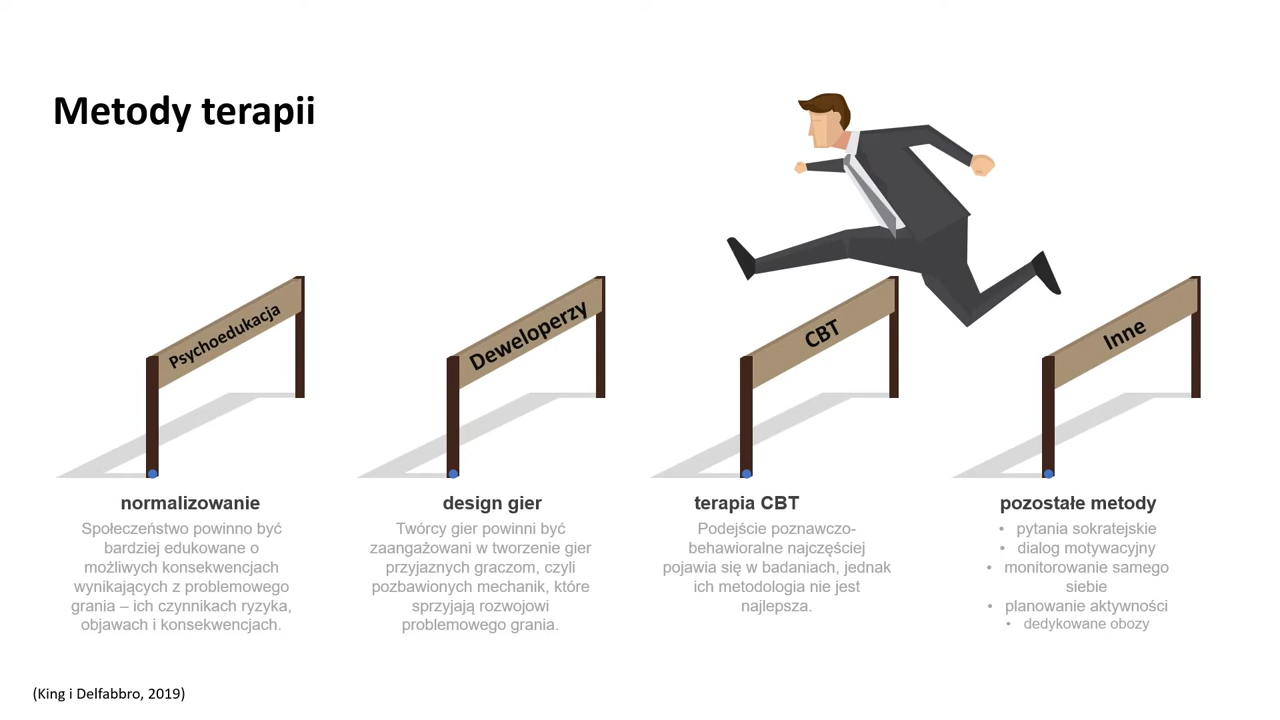 Metody terapii
Psychoedukacja
Deweloperzy
CBT
Inne
normalizowanie
Społeczeństwo powinno być
bardziej edukowane o
możliwych konsekwencjach
wynikających z problemowego
grania – ich czynnikach ryzyka,
objawach i konsekwencjach.
design gier
Twórcy gier powinni być
zaangażowani w tworzenie gier
przyjaznych graczom, czyli
pozbawionych mechanik, które
sprzyjają rozwojowi
problemowego grania.
terapia CBT
Podejście poznawczo-
behawioralne najczęściej
pojawia się w badaniach, jednak
ich metodologia nie jest
najlepsza.
pozostałe metody
• pytania sokratejskie
• dialog motywacyjny
• monitorowanie samego
siebie
• planowanie aktywności
• dedykowane obozy
(King i Delfabbro, 2019)